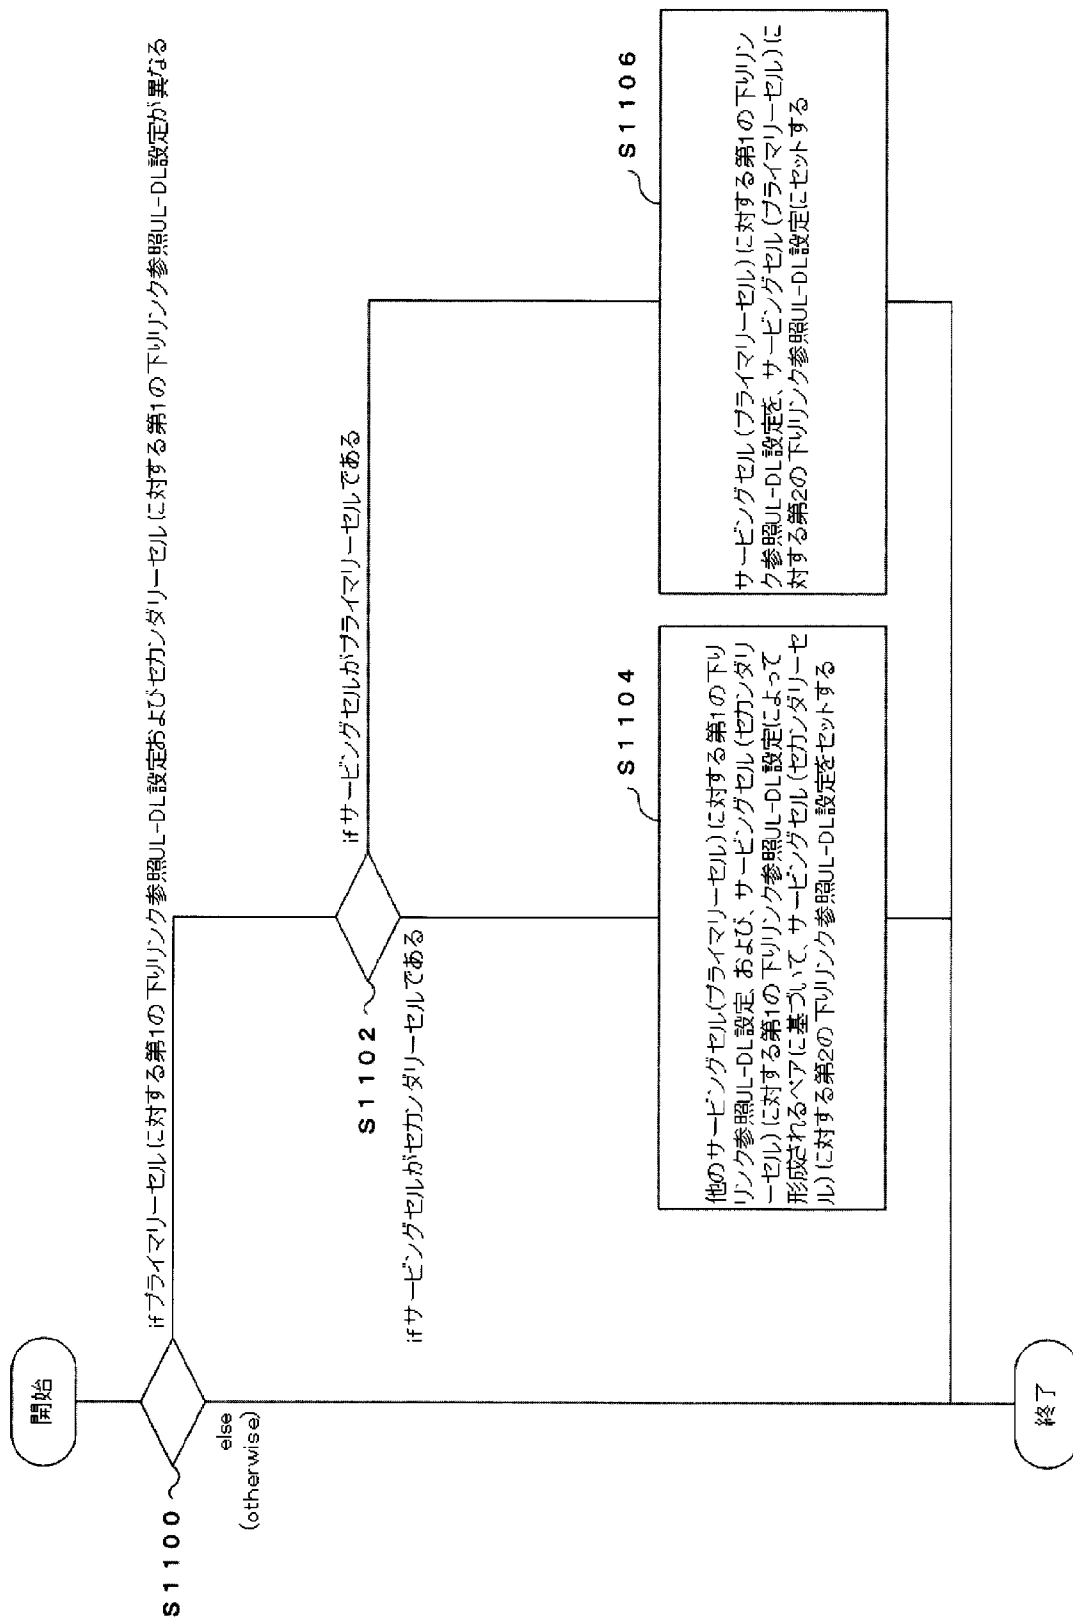 開始
S1100
ifプライマリーセルに対する第1の下りリンク参照UL-DL設定およびセカンダリーセルに対する第1の下りリンク参照UL-DL設定が異なる
else
(otherwise)
S1102
ifサービングセルがプライマリーセルである
ifサービングセルがセカンダリーセルである
S1104
他のサービングセル(プライマリーセル)に対する第1の下り
リンク参照UL-DL設定、および、サービングセル(セカンダリ
ーセル)に対する第1の下りリンク参照UL-DL設定によって
形成されるペアに基づいて、サービングセル(セカンダリーセ
ル)に対する第2の下りリンク参照UL-DL設定をセットする
S1106
サービングセル(プライマリーセル)に対する第1の下りリン
ク参照UL-DL設定を、サービングセル(プライマリーセル)に
対する第2の下りリンク参照UL-DL設定にセットする
終了